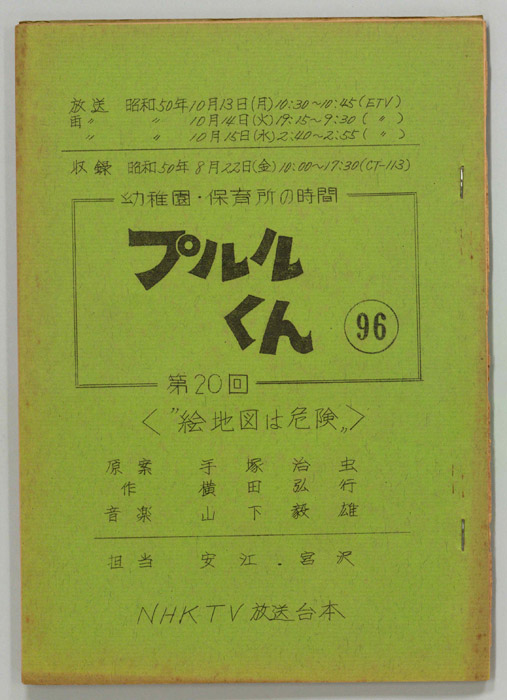 放送 昭和50年10月13日(月)10:30~10:45(ETV)
再〃 〃 10月14日(火)9:15~9:30(〃)
〃 〃 10月15日(水)2:40~2:55(〃)
収録 昭和50年8月22日(金)10:00~17:30(CT-113)
幼稚園・保育所の時間
プルル
くん
96
第20回
<〝絵地図は危険〟>
原案 手塚治虫
作 横田弘行
音楽 山下毅雄
担当 安江.宮沢
NHKTV放送台本